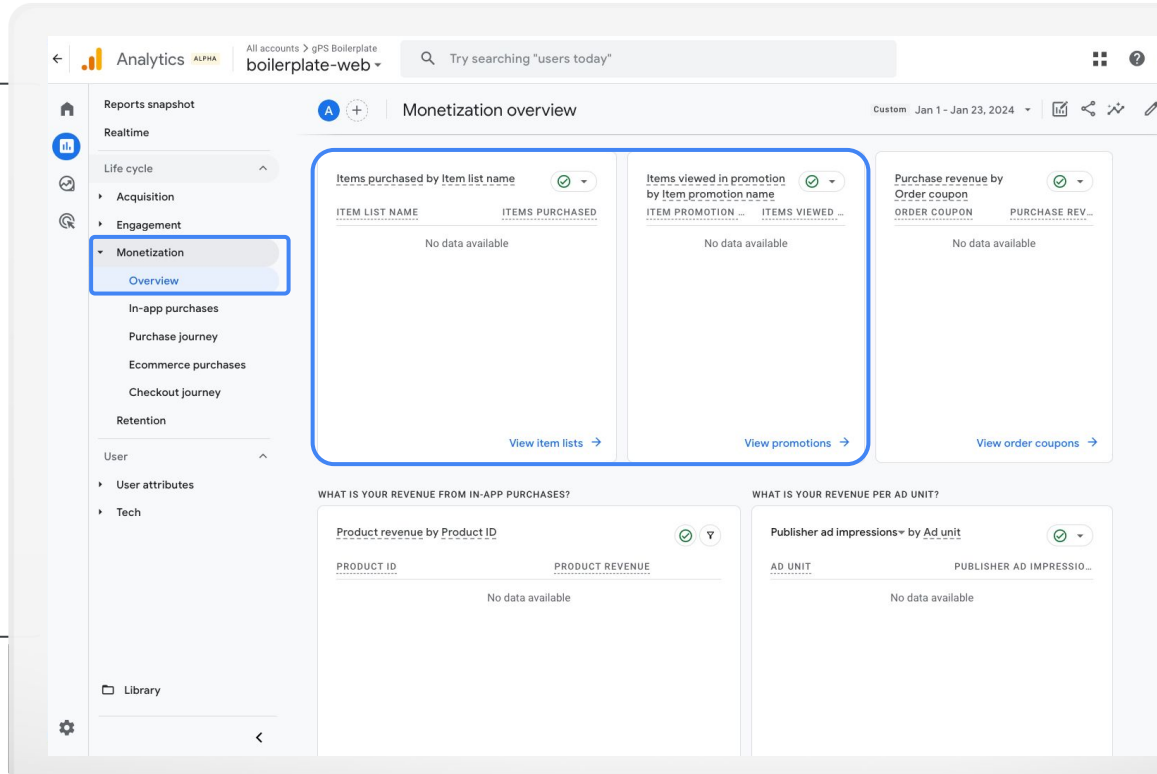 Analytics ALPHA
All accounts > gPS Boilerplate
boilerplate-web
Try searching "users today"
Reports snapshot
Realtime
Life cycle
Acquisition
Engagement
Monetization
Overview
In-app purchases
Purchase journey
Ecommerce purchases
Checkout journey
Retention
User
User attributes
Tech
Library
A
Monetization overview
Custom Jan 1 - Jan 23, 2024
Items purchased by Item list name
ITEM LIST NAME ITEMS PURCHASED
No data available
View item lists
Items viewed in promotion
by Item promotion name
ITEM PROMOTION ... ITEMS VIEWED ...
No data available
View promotions
Purchase revenue by
Order coupon
ORDER COUPON PURCHASE REV...
No data available
View order coupons
WHAT IS YOUR REVENUE FROM IN-APP PURCHASES?
Product revenue by Product ID
PRODUCT ID PRODUCT REVENUE
No data available
WHAT IS YOUR REVENUE PER AD UNIT?
Publisher ad impressions by Ad unit
AD UNIT PUBLISHER AD IMPRESSIO...
No data available